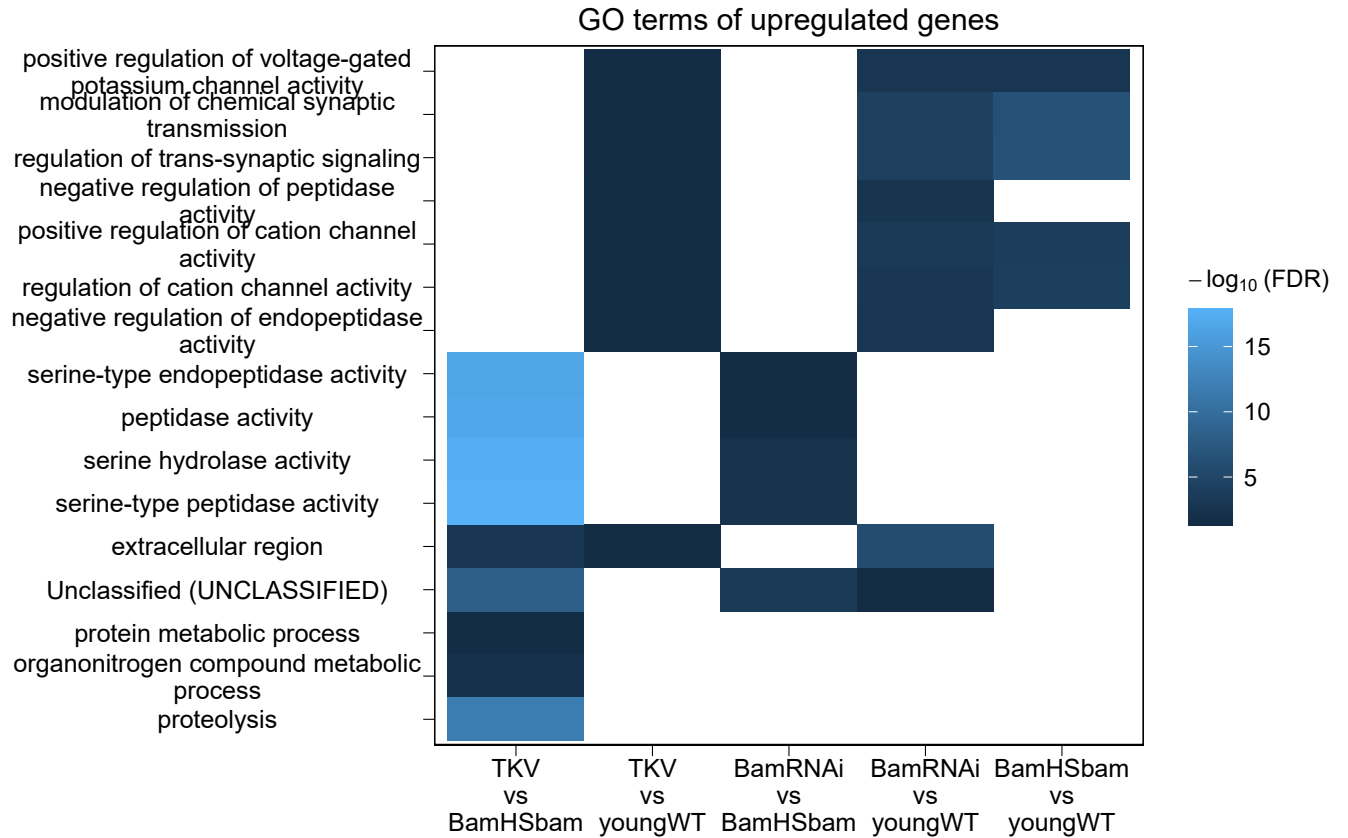 GO terms of upregulated genes
positive regulation of voltage-gated
potassium channel activity
modulation of chemical synaptic
transmission
regulation of trans-synaptic signaling
negative regulation of peptidase
activity
positive regulation of cation channel
activity
regulation of cation channel activity
negative regulation of endopeptidase
activity
serine-type endopeptidase activity
peptidase activity
serine hydrolase activity
serine-type peptidase activity
extracellular region
Unclassified (UNCLASSIFIED)
protein metabolic process
organonitrogen compound metabolic
process
proteolysis
TKV
vs
BamHSbam
TKV
vs
youngWT
BamRNAi
vs
BamHSbam
BamRNAi
vs
youngWT
BamHSbam
vs
youngWT
−log₁₀ (FDR)
15
10
5